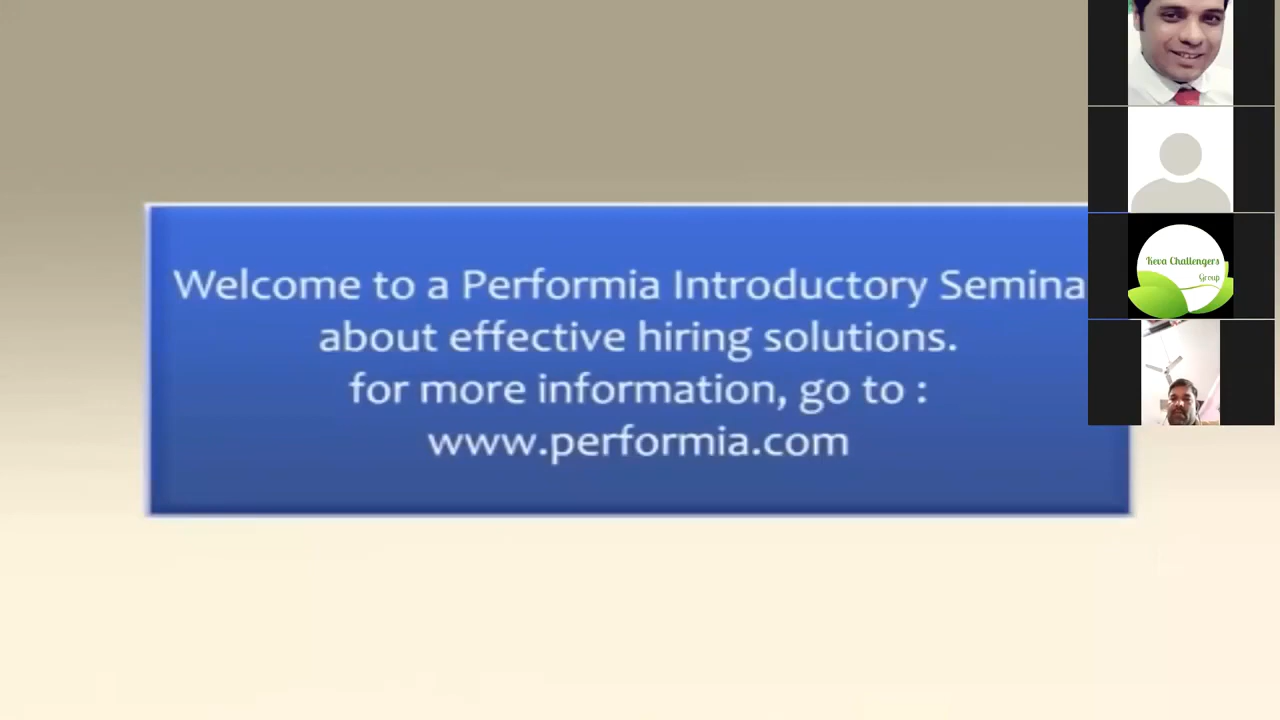 Welcome to a Performia Introductory Semina
about effective hiring solutions.
for more information, go to :
www.performia.com
Keva Challengers
Group